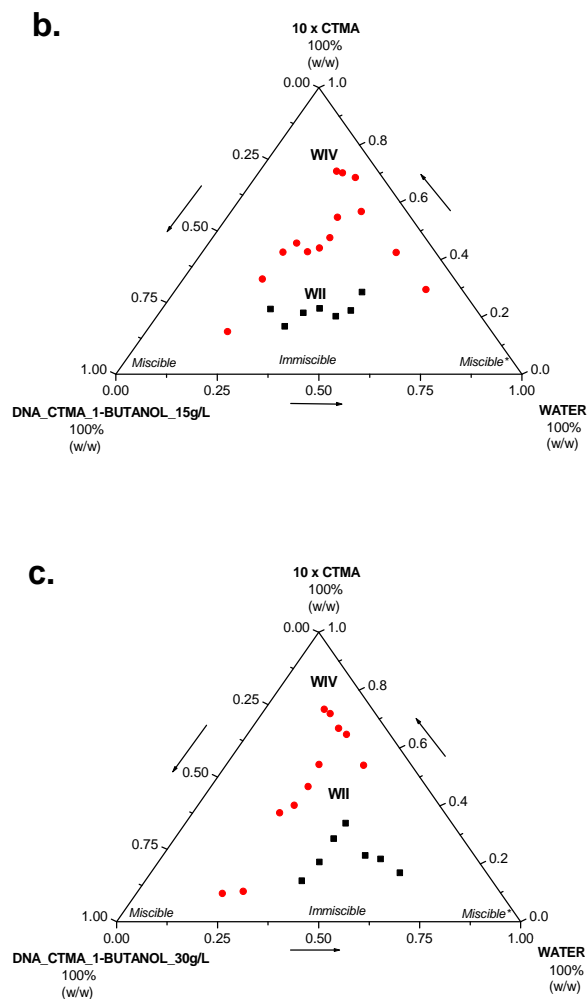 b.
10 x CTMA
100%
(w/w)
0.00 1.0
0.25 0.8
WIV
0.50 0.6
0.75 0.4
WII
0.2
1.00 Miscible Immiscible Miscible* 0.0
0.00 0.25 0.50 0.75 1.00
DNA_CTMA_1-BUTANOL_15g/L WATER
100% 100%
(w/w) (w/w)
c.
10 x CTMA
100%
(w/w)
0.00 1.0
WIV
0.25 0.8
0.50 0.6
WII
0.75 0.4
0.2
1.00 Miscible Immiscible Miscible* 0.0
0.00 0.25 0.50 0.75 1.00
DNA_CTMA_1-BUTANOL_30g/L WATER
100% 100%
(w/w) (w/w)